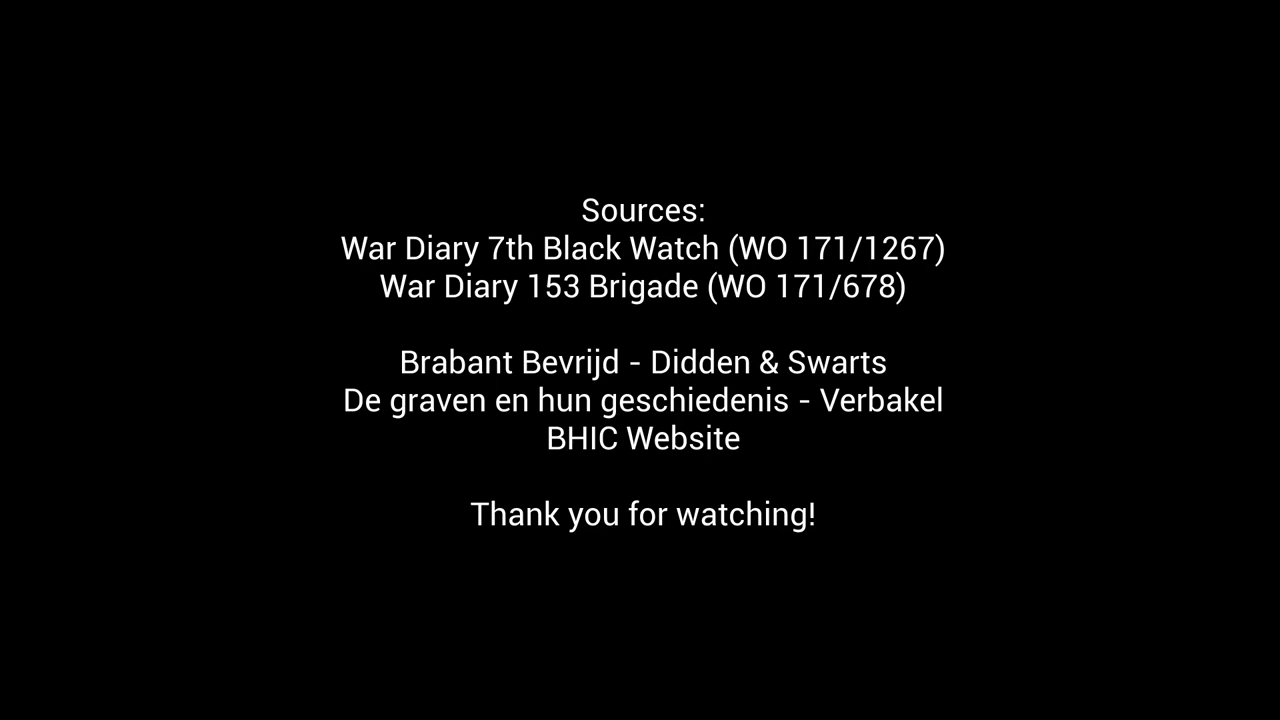 Sources:
War Diary 7th Black Watch (WO 171/1267)
War Diary 153 Brigade (WO 171/678)
Brabant Bevrijd - Didden & Swarts
De graven en hun geschiedenis - Verbakel
BHIC Website
Thank you for watching!